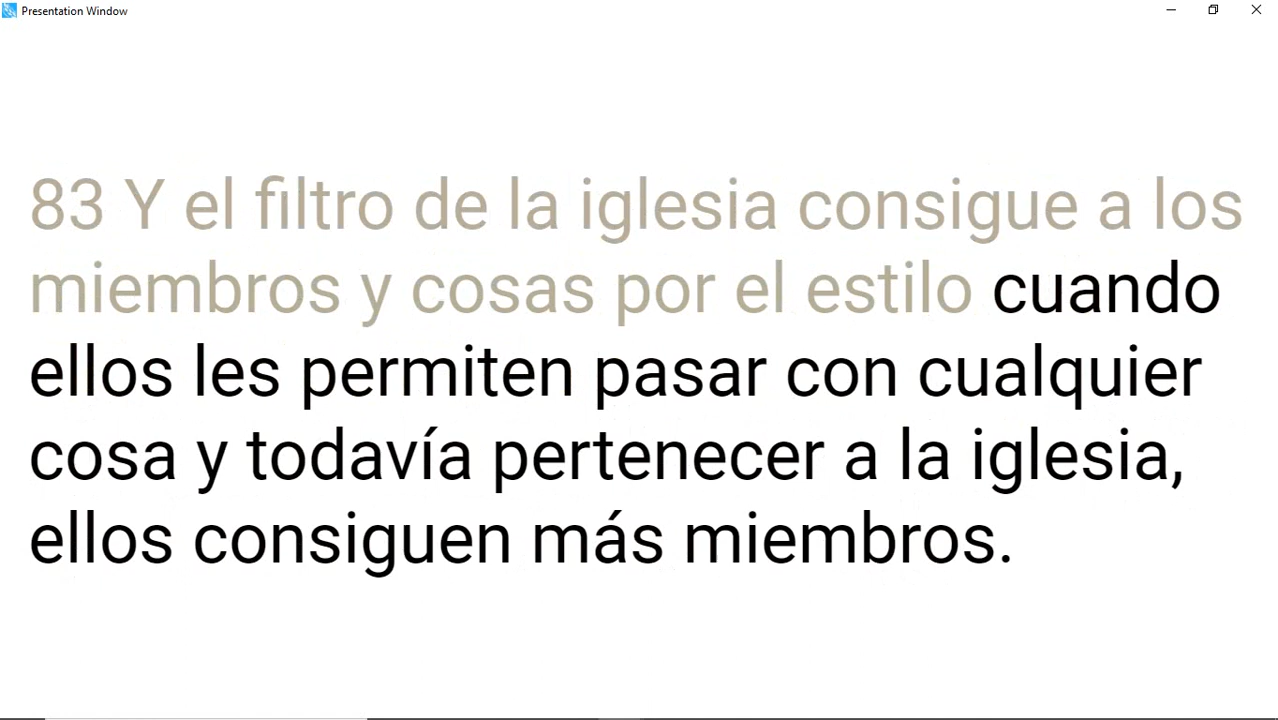 Presentation Window
83 Y el filtro de la iglesia consigue a los
miembros y cosas por el estilo cuando
ellos les permiten pasar con cualquier
cosa y todavía pertenecer a la iglesia,
ellos consiguen más miembros.